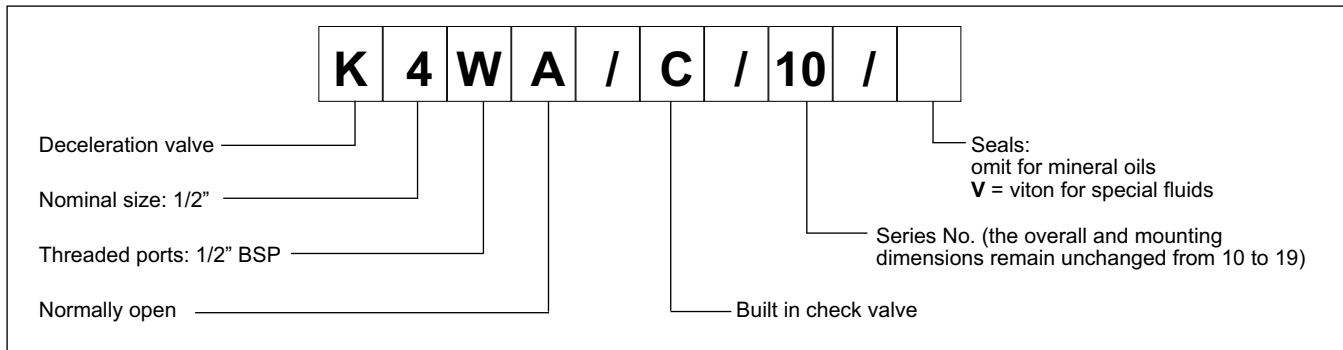 K 4 W A / C / 10 /
Deceleration valve
Nominal size: 1/2”
Threaded ports: 1/2” BSP
Normally open
Built in check valve
Series No. (the overall and mounting
dimensions remain unchanged from 10 to 19)
Seals:
omit for mineral oils
V = viton for special fluids